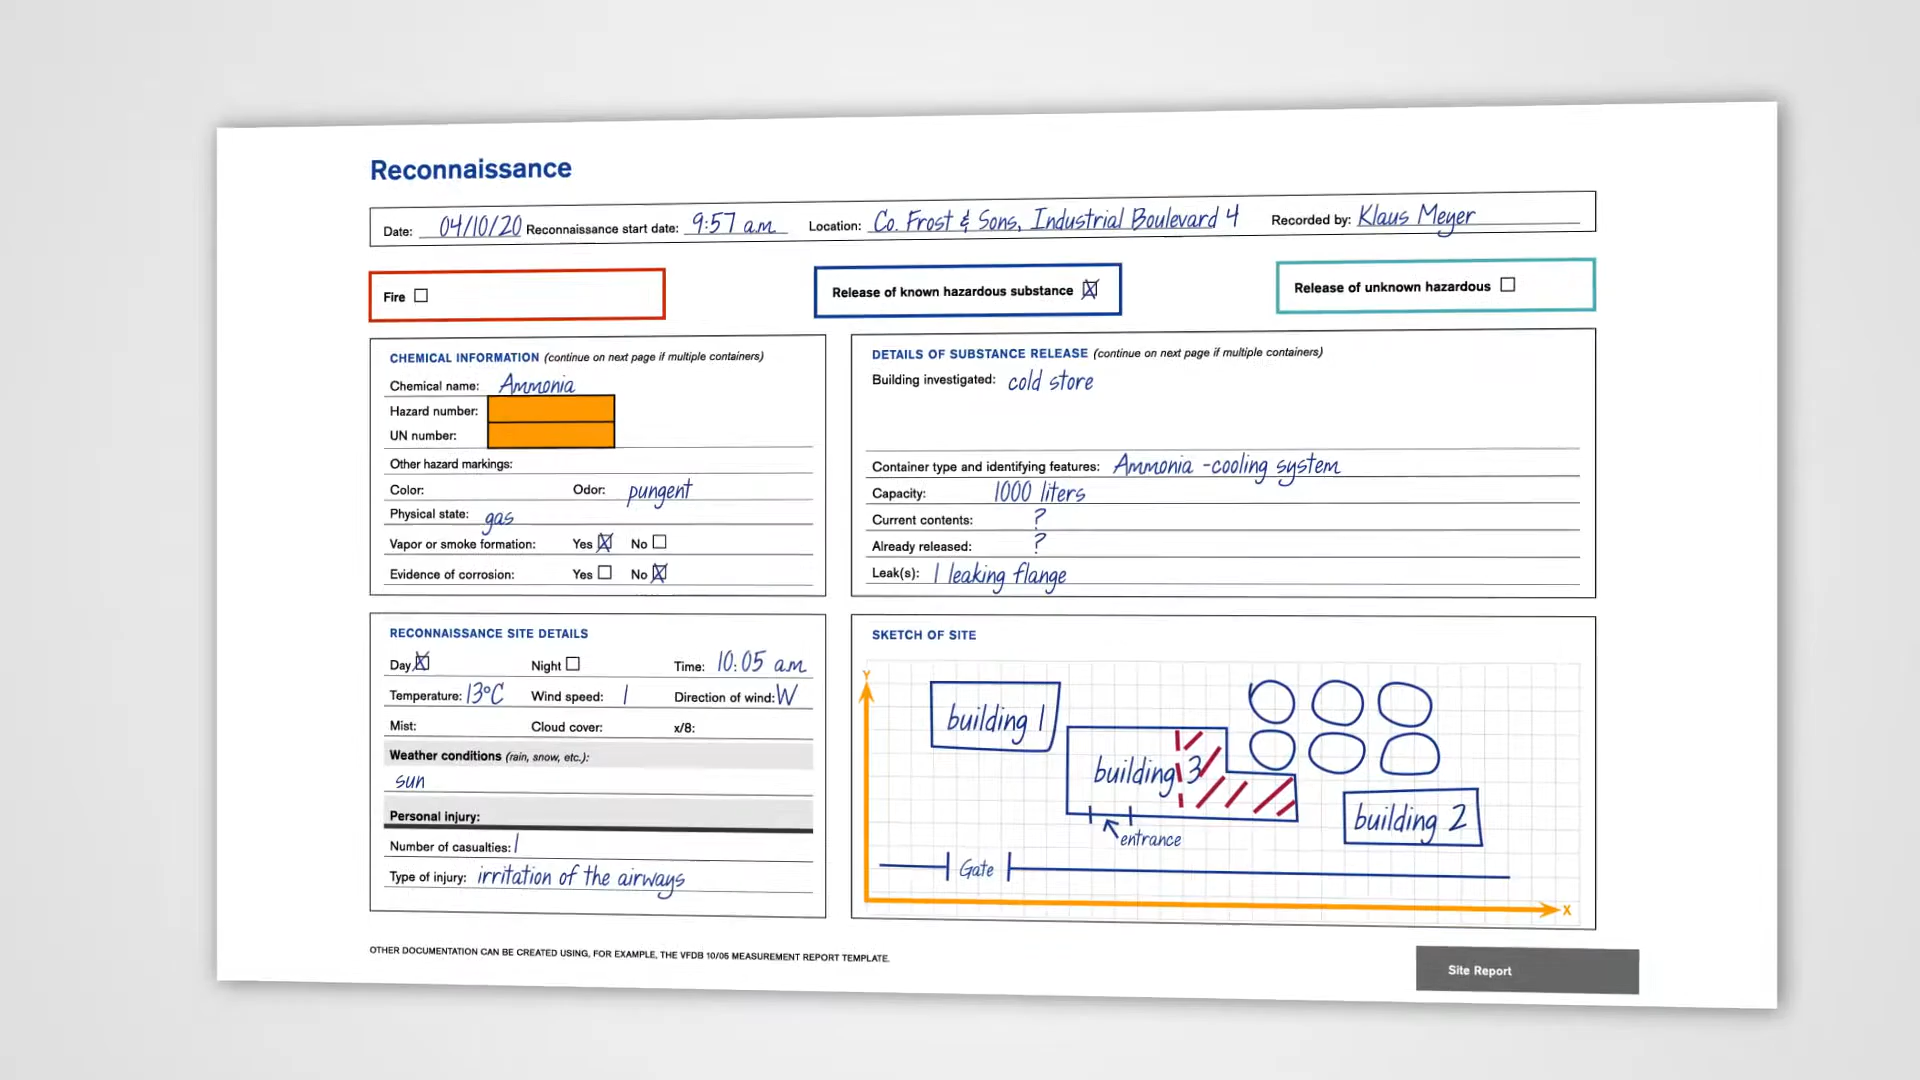 Reconnaissance
Date: 04/10/20 Reconnaissance start date: 9:57 a.m. Location: Co. Frost & Sons, Industrial Boulevard 4 Recorded by: Klaus Meyer
Fire
Release of known hazardous substance
Release of unknown hazardous
CHEMICAL INFORMATION (continue on next page if multiple containers)
Chemical name: Ammonia
Hazard number:
UN number:
Other hazard markings:
Color: Odor: pungent
Physical state: gas
Vapor or smoke formation: Yes No
Evidence of corrosion: Yes No
DETAILS OF SUBSTANCE RELEASE (continue on next page if multiple containers)
Building investigated: cold store
Container type and identifying features: Ammonia -cooling system
Capacity: 1000 liters
Current contents: ?
Already released: ?
Leak(s): 1 leaking flange
RECONNAISSANCE SITE DETAILS
Day Night Time: 10:05 a.m
Temperature: 13°C Wind speed: 1 Direction of wind: W
Mist: Cloud cover: x/8:
Weather conditions (rain, snow, etc.):
sun
Personal injury:
Number of casualties: 1
Type of injury: irritation of the airways
SKETCH OF SITE
Y
building 1
building 3
building 2
entrance
Gate
X
OTHER DOCUMENTATION CAN BE CREATED USING, FOR EXAMPLE, THE VFDB 10/05 MEASUREMENT REPORT TEMPLATE.
Site Report